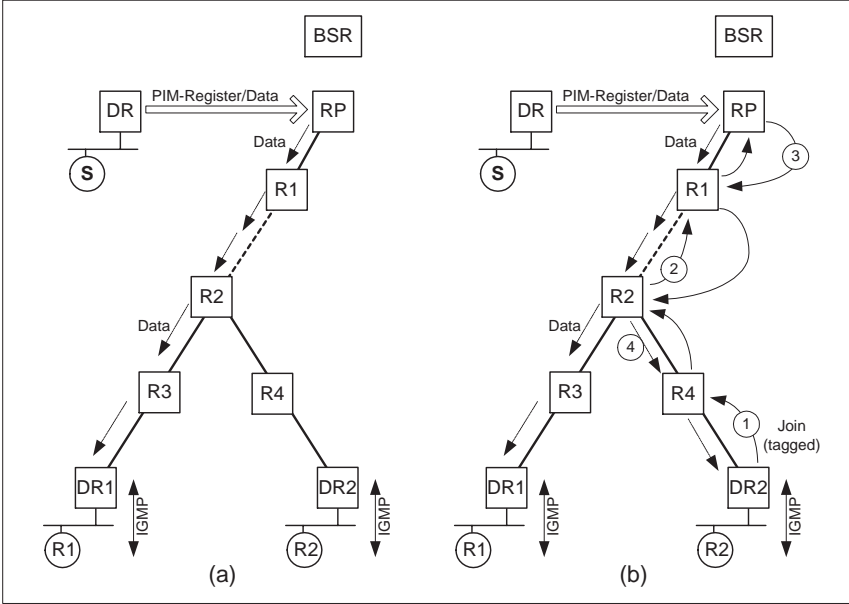 BSR
PIM-Register/Data
DR
RP
Data
S
R1
R2
Data
R3
R4
DR1
DR2
IGMP
IGMP
R1
R2
(a)
BSR
PIM-Register/Data
DR
RP
Data
3
S
R1
2
R2
Data
4
R3
R4
1
Join
(tagged)
DR1
DR2
IGMP
IGMP
R1
R2
(b)